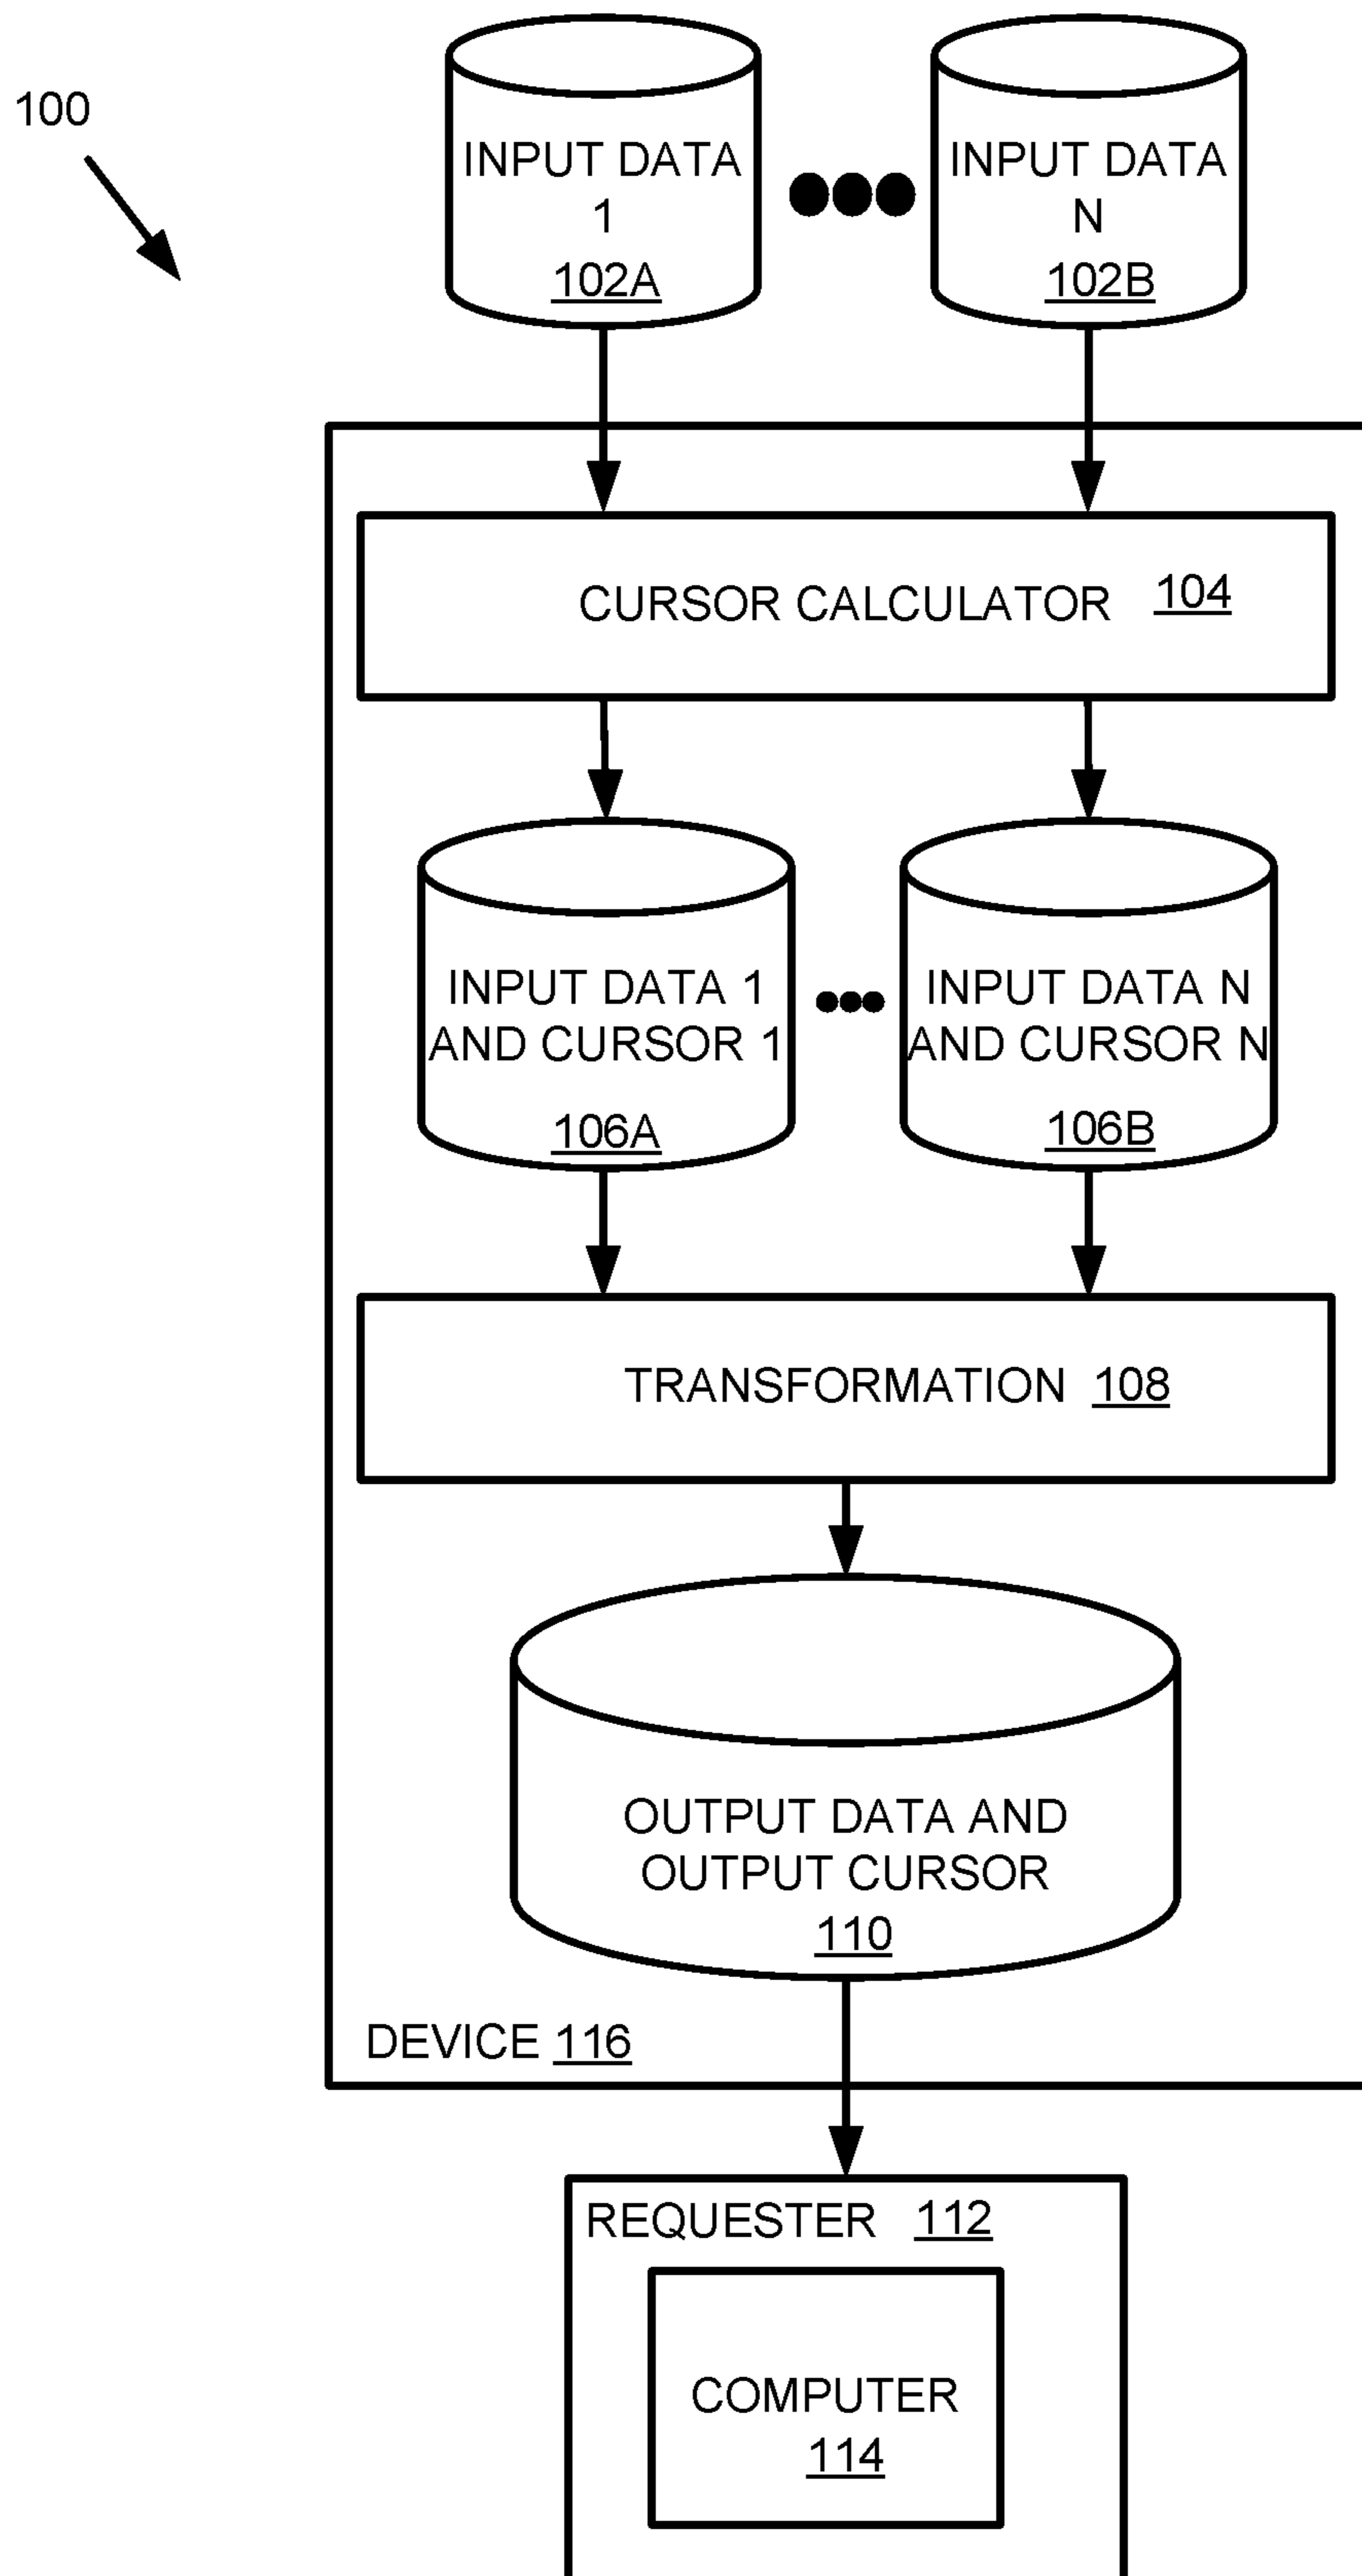 100
INPUT DATA
1
102A
INPUT DATA
N
102B
CURSOR CALCULATOR 104
INPUT DATA 1
AND CURSOR 1
106A
INPUT DATA N
AND CURSOR N
106B
TRANSFORMATION 108
OUTPUT DATA AND
OUTPUT CURSOR
110
DEVICE 116
REQUESTER 112
COMPUTER
114